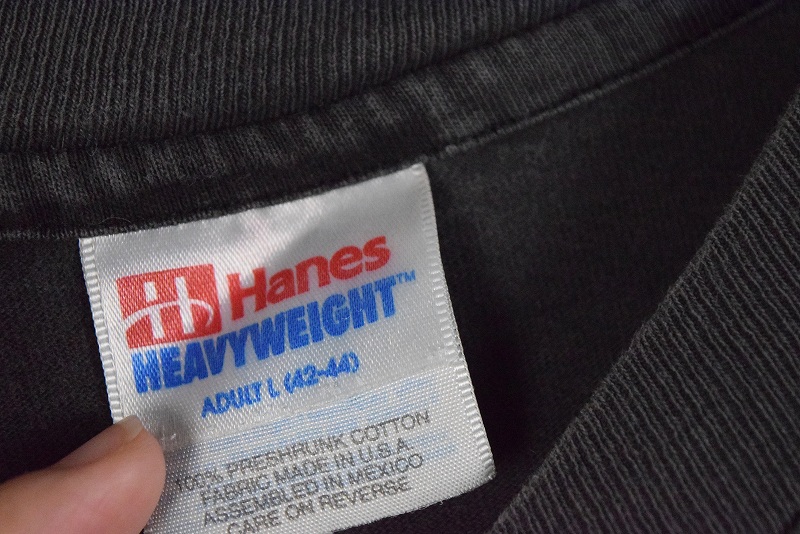 H Hanes
HEAVYWEIGHT™
ADULT L (42-44)
100% PRESHRUNK COTTON
FABRIC MADE IN U.S.A.
ASSEMBLED IN MEXICO
CARE ON REVERSE